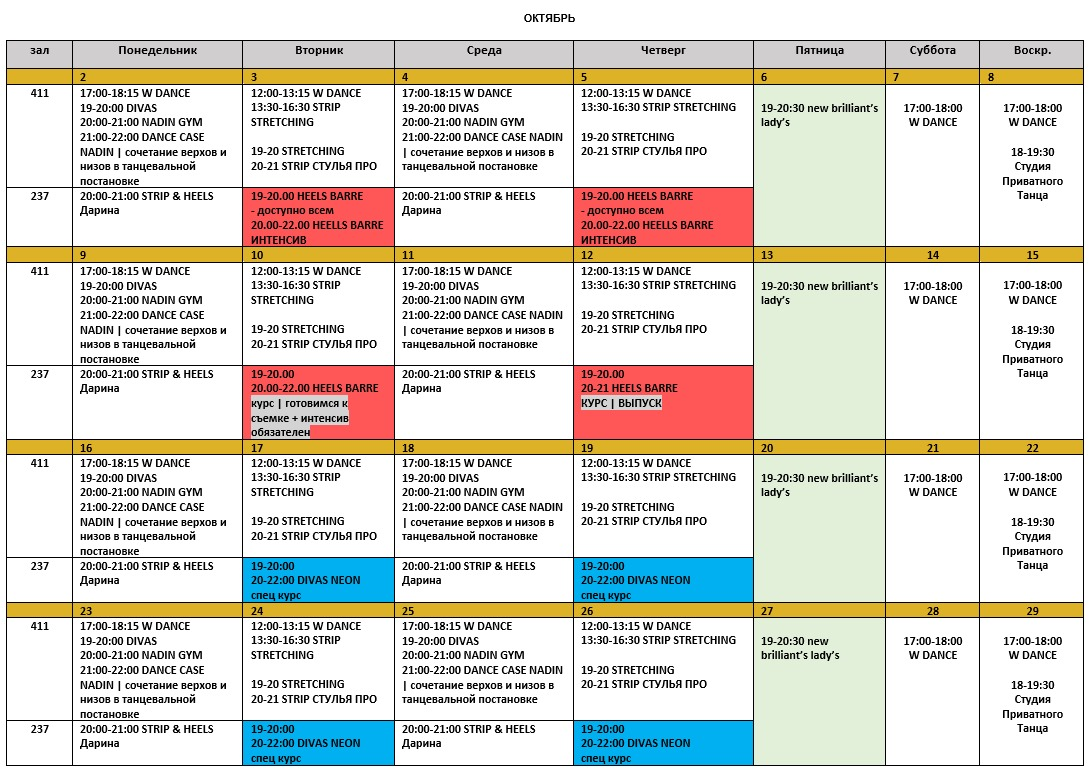 ОКТЯБРЬ
зал
Понедельник
Вторник
Среда
Четверг
Пятница
Суббота
Воскр.
2
3
4
5
6
7
8
411
17:00-18:15 W DANCE
19-20:00 DIVAS
20:00-21:00 NADIN GYM
21:00-22:00 DANCE CASE
NADIN | сочетание верхов и
низов в танцевальной
постановке
12:00-13:15 W DANCE
13:30-16:30 STRIP
STRETCHING
19-20 STRETCHING
20-21 STRIP СТУЛЬЯ ПРО
17:00-18:15 W DANCE
19-20:00 DIVAS
20:00-21:00 NADIN GYM
21:00-22:00 DANCE CASE NADIN
| сочетание верхов и низов в
танцевальной постановке
12:00-13:15 W DANCE
13:30-16:30 STRIP STRETCHING
19-20 STRETCHING
20-21 STRIP СТУЛЬЯ ПРО
19-20:30 new brilliant’s
lady’s
17:00-18:00
W DANCE
17:00-18:00
W DANCE
18-19:30
Студия
Приватного
Танца
237
20:00-21:00 STRIP & HEELS
Дарина
19-20.00 HEELS BARRE
- доступно всем
20.00-22.00 HEELLS BARRE
ИНТЕНСИВ
20:00-21:00 STRIP & HEELS
Дарина
19-20.00 HEELS BARRE
- доступно всем
20.00-22.00 HEELLS BARRE
ИНТЕНСИВ
9
10
11
12
13
14
15
411
17:00-18:15 W DANCE
19-20:00 DIVAS
20:00-21:00 NADIN GYM
21:00-22:00 DANCE CASE
NADIN | сочетание верхов и
низов в танцевальной
постановке
12:00-13:15 W DANCE
13:30-16:30 STRIP
STRETCHING
19-20 STRETCHING
20-21 STRIP СТУЛЬЯ ПРО
17:00-18:15 W DANCE
19-20:00 DIVAS
20:00-21:00 NADIN GYM
21:00-22:00 DANCE CASE NADIN
| сочетание верхов и низов в
танцевальной постановке
12:00-13:15 W DANCE
13:30-16:30 STRIP STRETCHING
19-20 STRETCHING
20-21 STRIP СТУЛЬЯ ПРО
19-20:30 new brilliant’s
lady’s
17:00-18:00
W DANCE
17:00-18:00
W DANCE
18-19:30
Студия
Приватного
Танца
237
20:00-21:00 STRIP & HEELS
Дарина
19-20.00
20.00-22.00 HEELS BARRE
курс | готовимся к
съемке + интенсив
обязателен
20:00-21:00 STRIP & HEELS
Дарина
19-20.00
20-21 HEELS BARRE
КУРС | ВЫПУСК
16
17
18
19
20
21
22
411
17:00-18:15 W DANCE
19-20:00 DIVAS
20:00-21:00 NADIN GYM
21:00-22:00 DANCE CASE
NADIN | сочетание верхов и
низов в танцевальной
постановке
12:00-13:15 W DANCE
13:30-16:30 STRIP
STRETCHING
19-20 STRETCHING
20-21 STRIP СТУЛЬЯ ПРО
17:00-18:15 W DANCE
19-20:00 DIVAS
20:00-21:00 NADIN GYM
21:00-22:00 DANCE CASE NADIN
| сочетание верхов и низов в
танцевальной постановке
12:00-13:15 W DANCE
13:30-16:30 STRIP STRETCHING
19-20 STRETCHING
20-21 STRIP СТУЛЬЯ ПРО
19-20:30 new brilliant’s
lady’s
17:00-18:00
W DANCE
17:00-18:00
W DANCE
18-19:30
Студия
Приватного
Танца
237
20:00-21:00 STRIP & HEELS
Дарина
19-20:00
20-22:00 DIVAS NEON
спец курс
20:00-21:00 STRIP & HEELS
Дарина
19-20:00
20-22:00 DIVAS NEON
спец курс
23
24
25
26
27
28
29
411
17:00-18:15 W DANCE
19-20:00 DIVAS
20:00-21:00 NADIN GYM
21:00-22:00 DANCE CASE
NADIN | сочетание верхов и
низов в танцевальной
постановке
12:00-13:15 W DANCE
13:30-16:30 STRIP
STRETCHING
19-20 STRETCHING
20-21 STRIP СТУЛЬЯ ПРО
17:00-18:15 W DANCE
19-20:00 DIVAS
20:00-21:00 NADIN GYM
21:00-22:00 DANCE CASE NADIN
| сочетание верхов и низов в
танцевальной постановке
12:00-13:15 W DANCE
13:30-16:30 STRIP STRETCHING
19-20 STRETCHING
20-21 STRIP СТУЛЬЯ ПРО
19-20:30 new
brilliant’s lady’s
17:00-18:00
W DANCE
17:00-18:00
W DANCE
18-19:30
Студия
Приватного
Танца
237
20:00-21:00 STRIP & HEELS
Дарина
19-20:00
20-22:00 DIVAS NEON
спец курс
20:00-21:00 STRIP & HEELS
Дарина
19-20:00
20-22:00 DIVAS NEON
спец курс